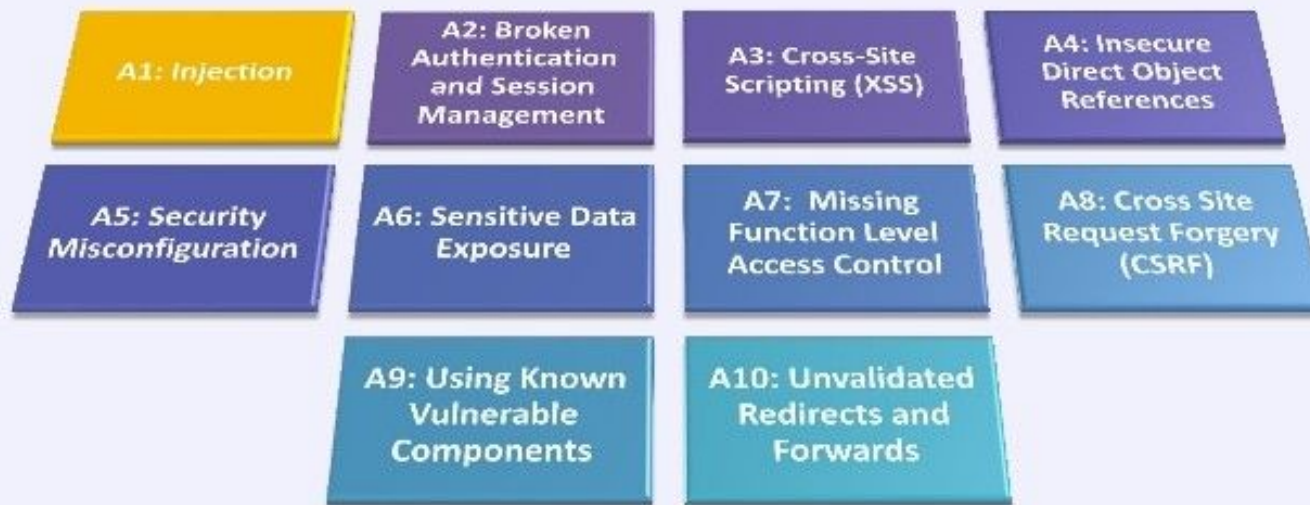 A1: Injection
A2: Broken
Authentication
and Session
Management
A3: Cross-Site
Scripting (XSS)
A4: Insecure
Direct Object
References
A5: Security
Misconfiguration
A6: Sensitive Data
Exposure
A7: Missing
Function Level
Access Control
A8: Cross Site
Request Forgery
(CSRF)
A9: Using Known
Vulnerable
Components
A10: Unvalidated
Redirects and
Forwards